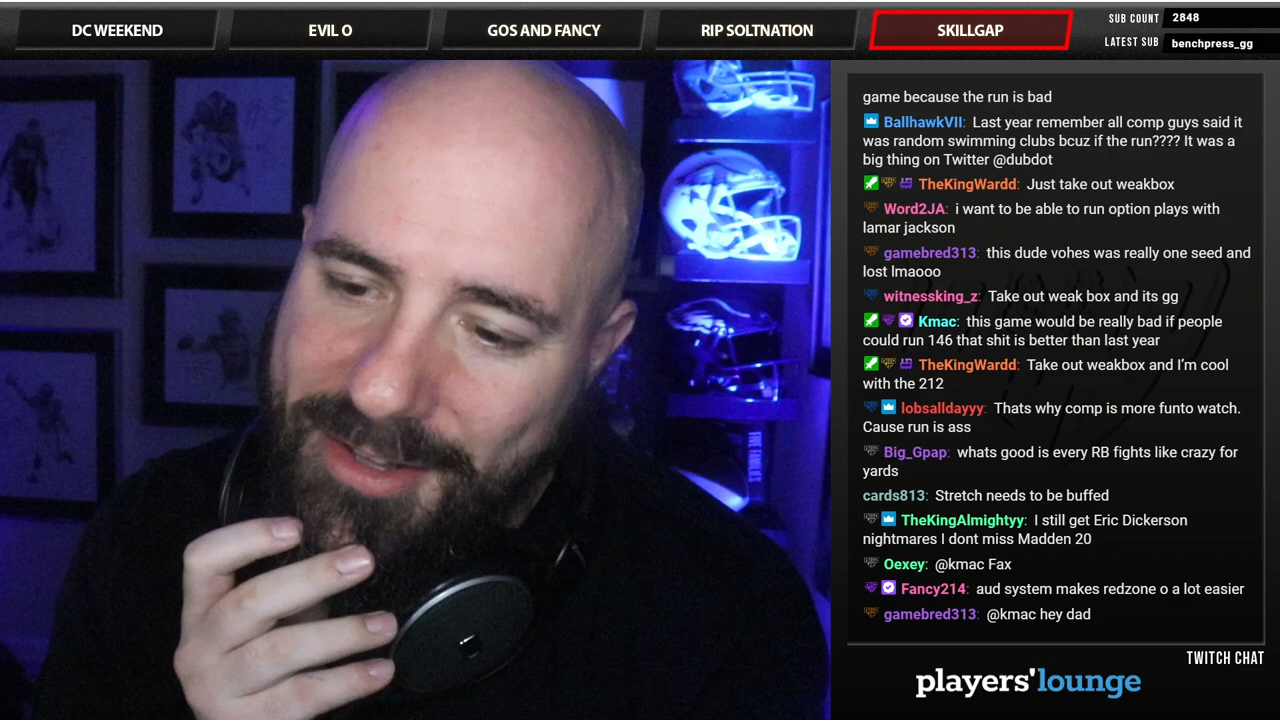 DC WEEKEND
EVIL O
GOS AND FANCY
RIP SOLTNATION
SKILLGAP
SUB COUNT 2848
LATEST SUB benchpress_gg
game because the run is bad
BallhawkVII: Last year remember all comp guys said it
was random swimming clubs bcuz if the run???? It was a
big thing on Twitter @dubdot
TheKingWardd: Just take out weakbox
Word2JA: i want to be able to run option plays with
lamar jackson
gamebred313: this dude vohes was really one seed and
lost lmaooo
witnessking_z: Take out weak box and its gg
Kmac: this game would be really bad if people
could run 146 that shit is better than last year
TheKingWardd: Take out weakbox and I'm cool
with the 212
lobsalldayyy: Thats why comp is more funto watch.
Cause run is ass
Big_Gpap: whats good is every RB fights like crazy for
yards
cards813: Stretch needs to be buffed
TheKingAlmightyy: I still get Eric Dickerson
nightmares I dont miss Madden 20
Oexey: @kmac Fax
Fancy214: aud system makes redzone o a lot easier
gamebred313: @kmac hey dad
TWITCH CHAT
players'lounge
FIVE FAMILIES